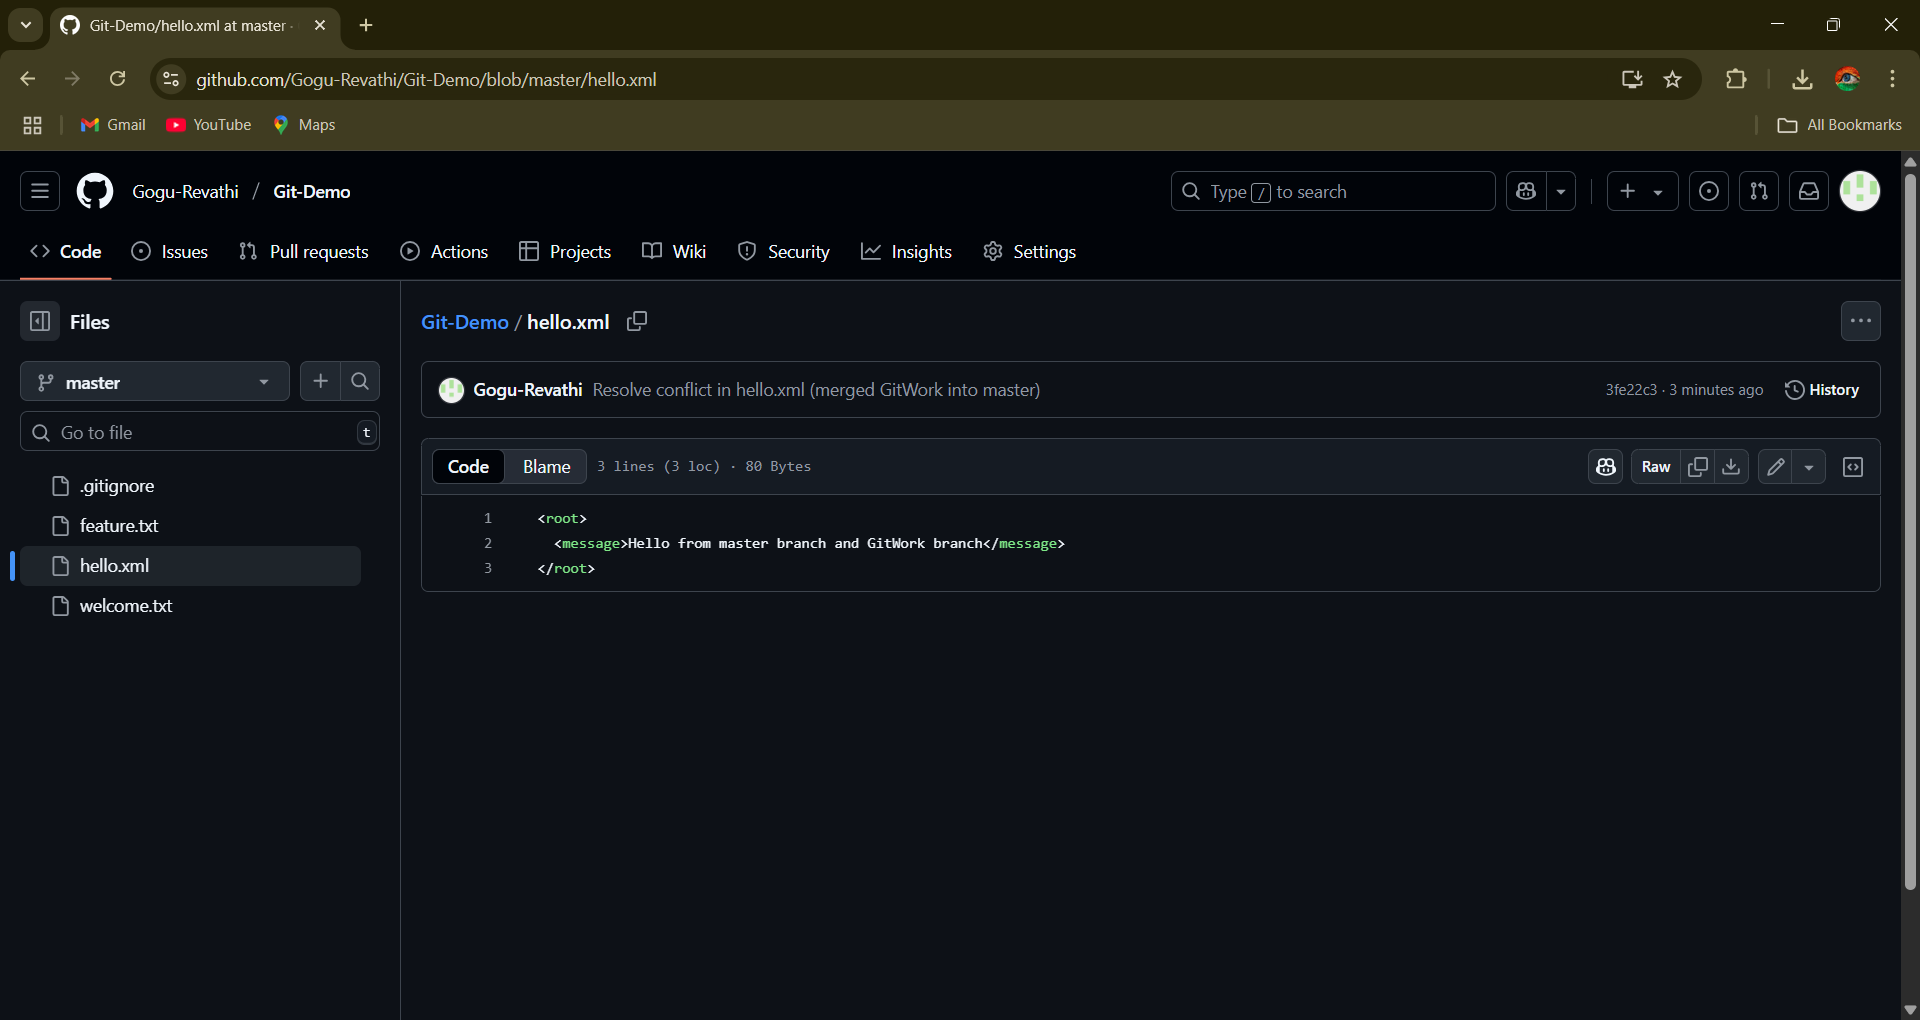 Git-Demo/hello.xml at master ·
github.com/Gogu-Revathi/Git-Demo/blob/master/hello.xml
Gmail YouTube Maps All Bookmarks
Gogu-Revathi / Git-Demo Type / to search
Code Issues Pull requests Actions Projects Wiki Security Insights Settings
Files
master
Go to file t
.gitignore
feature.txt
hello.xml
welcome.txt
Git-Demo / hello.xml
Gogu-Revathi Resolve conflict in hello.xml (merged GitWork into master) 3fe22c3 · 3 minutes ago History
Code Blame 3 lines (3 loc) · 80 Bytes Raw
1 <root>
2 <message>Hello from master branch and GitWork branch</message>
3 </root>